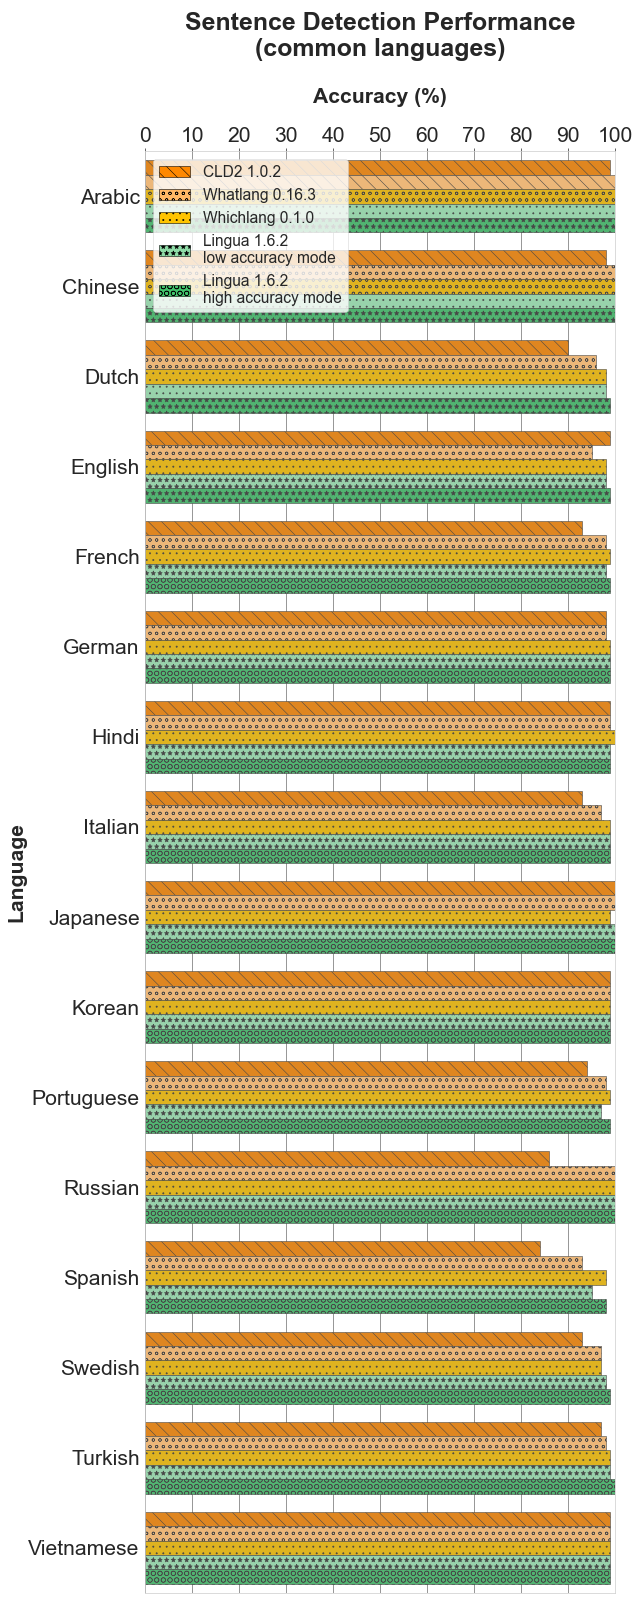 Sentence Detection Performance
(common languages)
Accuracy (%)
0 10 20 30 40 50 60 70 80 90 100
CLD2 1.0.2
Whatlang 0.16.3
Whichlang 0.1.0
Lingua 1.6.2
low accuracy mode
Lingua 1.6.2
high accuracy mode
Language
Arabic
Chinese
Dutch
English
French
German
Hindi
Italian
Japanese
Korean
Portuguese
Russian
Spanish
Swedish
Turkish
Vietnamese